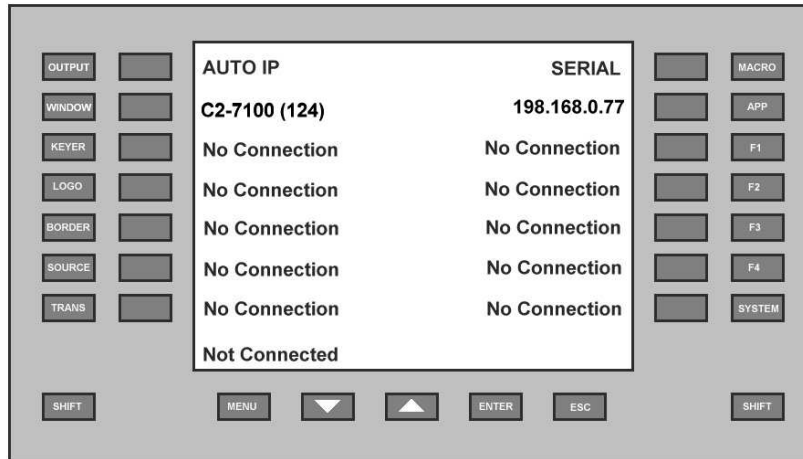 OUTPUT AUTO IP SERIAL MACRO
WINDOW C2-7100 (124) 198.168.0.77 APP
KEYER No Connection No Connection F1
LOGO No Connection No Connection F2
BORDER No Connection No Connection F3
SOURCE No Connection No Connection F4
TRANS No Connection No Connection SYSTEM
Not Connected
SHIFT MENU ENTER ESC SHIFT